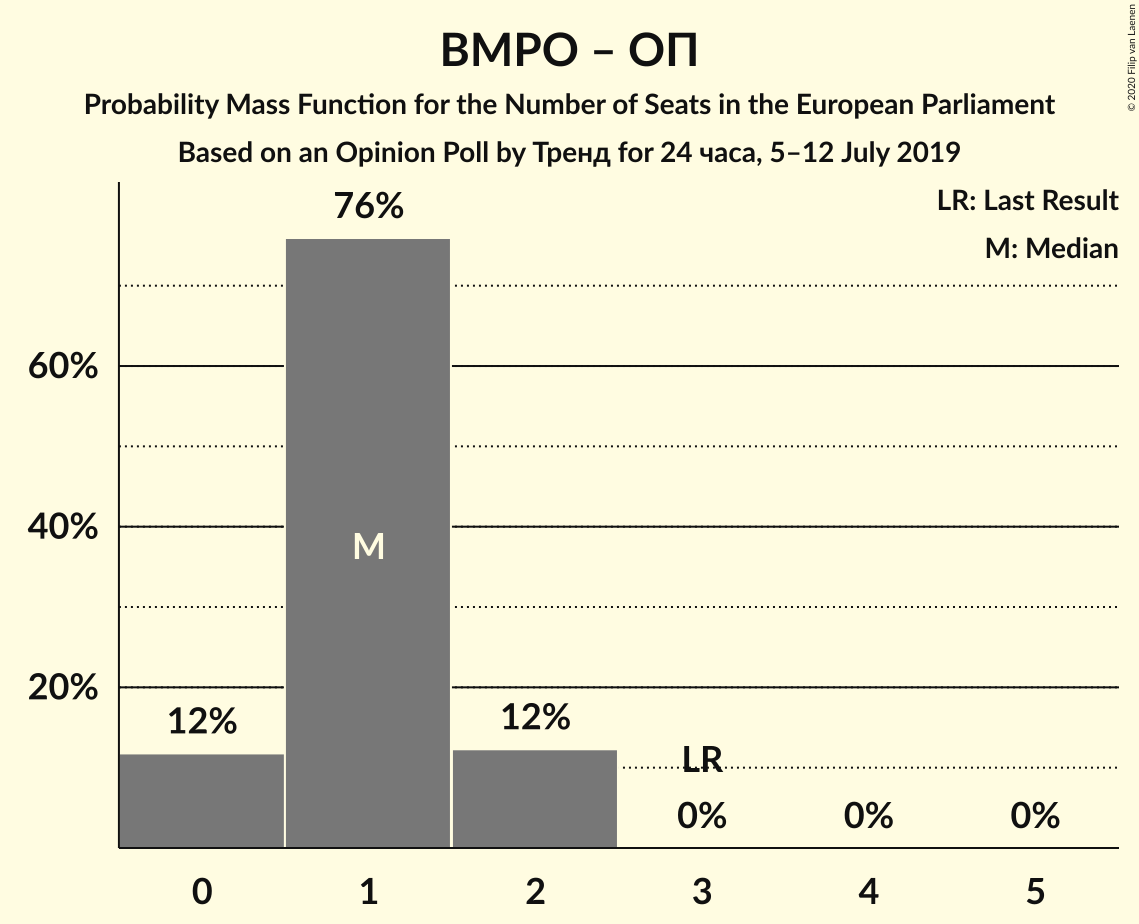 ВМРО – ОП
Probability Mass Function for the Number of Seats in the European Parliament
Based on an Opinion Poll by Тренд for 24 часа, 5–12 July 2019
© 2020 Filip van Laenen
LR: Last Result
M: Median
76%
60%
40%
M
20%
12%
12%
LR
0%
0%
0%
0
1
2
3
4
5